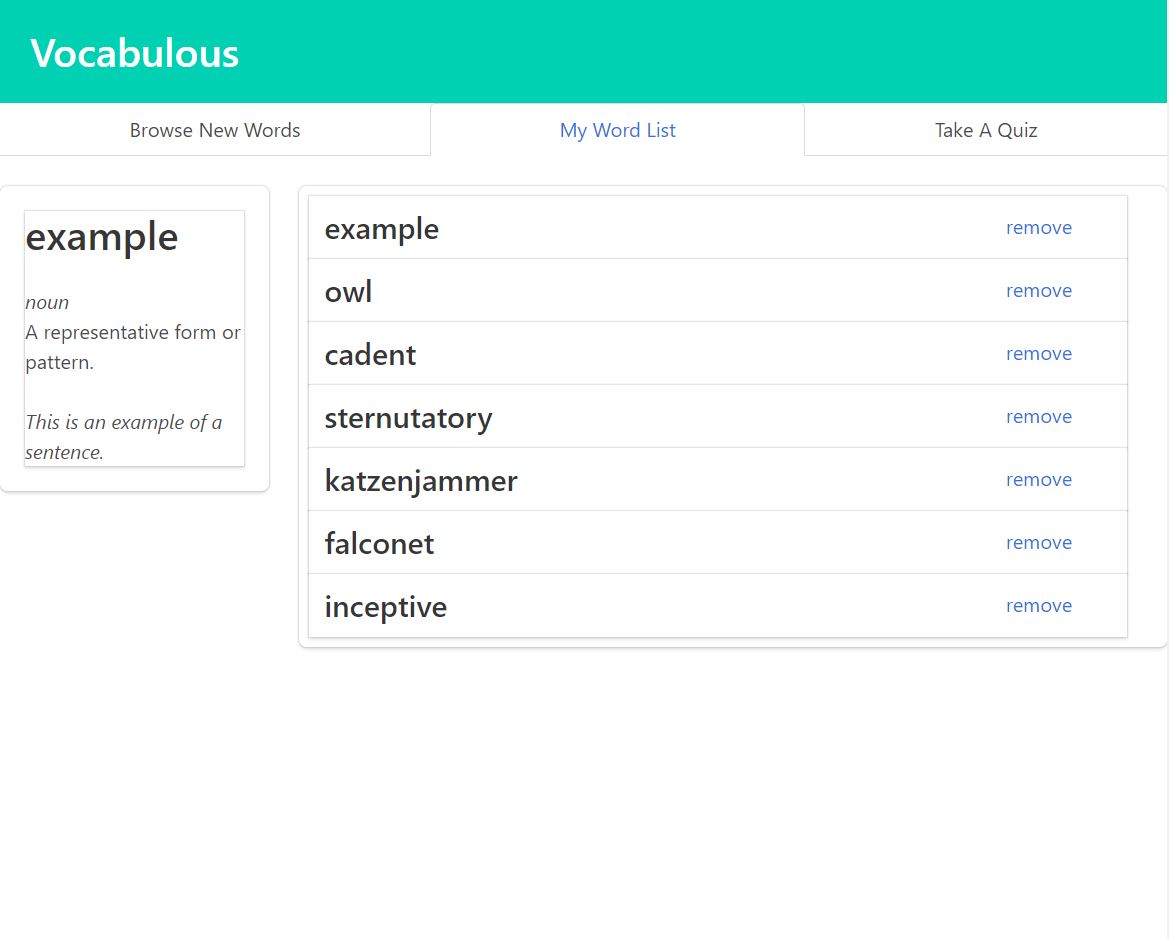 Vocabulous
Browse New Words
My Word List
Take A Quiz
example
noun
A representative form or
pattern.
This is an example of a
sentence.
example remove
owl remove
cadent remove
sternutatory remove
katzenjammer remove
falconet remove
inceptive remove